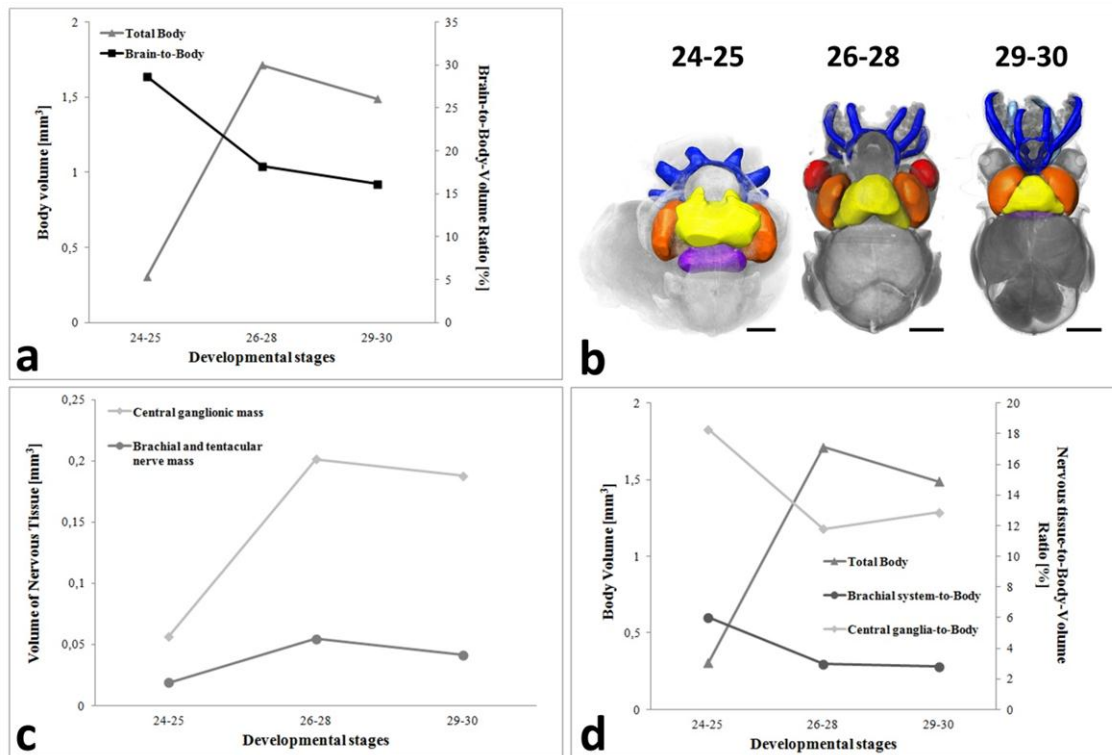 2
1,5
1
0,5
0
Body volume [mm³]
Total Body
Brain-to-Body
35
30
25
20
15
10
5
0
Brain-to-Body-Volume
Ratio [%]
24-25
26-28
29-30
Developmental stages
a
24-25
26-28
29-30
b
0,25
0,2
0,15
0,1
0,05
0
Volume of Nervous Tissue [mm³]
Central ganglionic mass
Brachial and tentacular
nerve mass
24-25
26-28
29-30
Developmental stages
c
2
1,5
1
0,5
0
Body Volume [mm³]
Total Body
Brachial system-to-Body
Central ganglia-to-Body
20
18
16
14
12
10
8
6
4
2
0
Nervous tissue-to-Body-Volume
Ratio [%]
24-25
26-28
29-30
Developmental stages
d